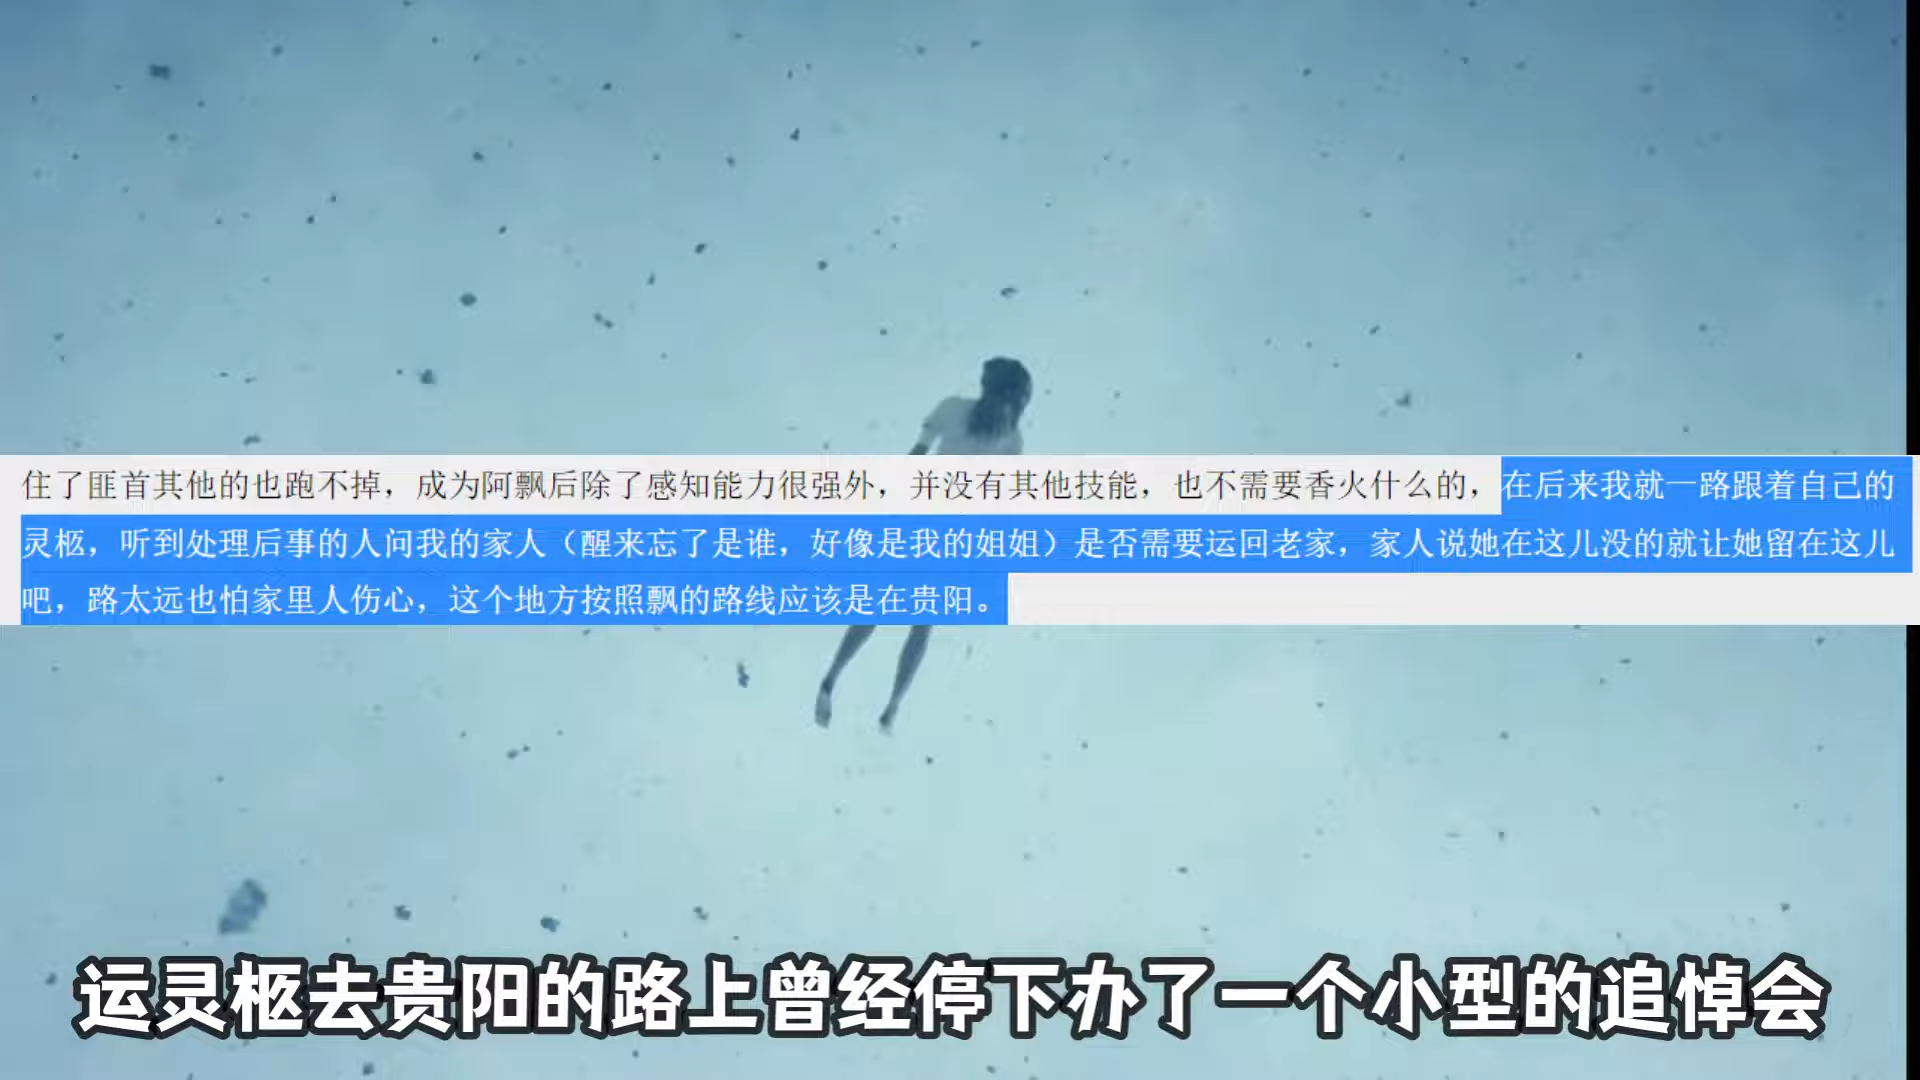 住了匪首其他的也跑不掉，成为阿飘后除了感知能力很强外，并没有其他技能，也不需要香火什么的，在后来我就一路跟着自己的
灵柩，听到处理后事的人问我的家人（醒来忘了是谁，好像是我的姐姐）是否需要运回老家，家人说她在这儿没的就让她留在这儿
吧，路太远也怕家里人伤心，这个地方按照飘的路线应该是在贵阳。
运灵柩去贵阳的路上曾经停下办了一个小型的追悼会